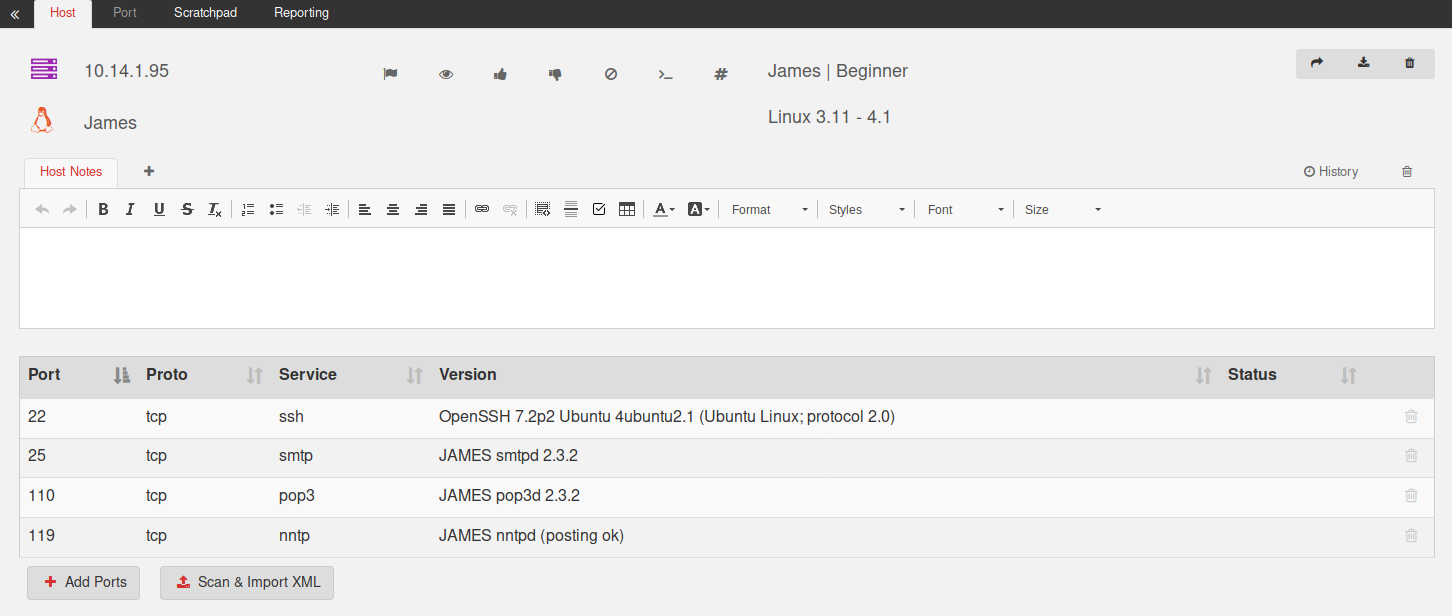 « Host Port Scratchpad Reporting
10.14.1.95 James | Beginner
James Linux 3.11 - 4.1
Host Notes + History
B I U S Tx A A Format Styles Font Size
Port Proto Service Version Status
22 tcp ssh OpenSSH 7.2p2 Ubuntu 4ubuntu2.1 (Ubuntu Linux; protocol 2.0)
25 tcp smtp JAMES smtpd 2.3.2
110 tcp pop3 JAMES pop3d 2.3.2
119 tcp nntp JAMES nntpd (posting ok)
+ Add Ports Scan & Import XML